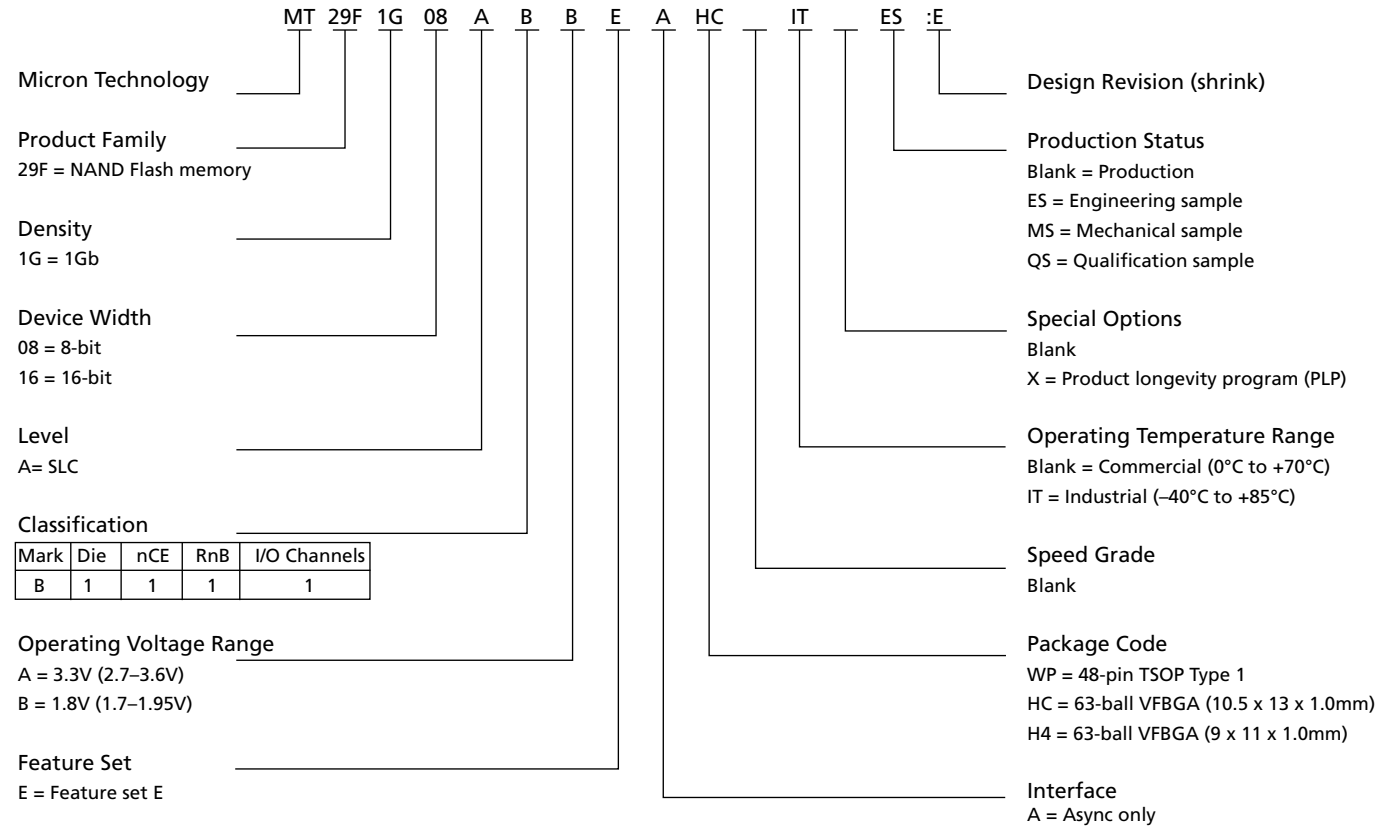 MT 29F 1G 08 A B B E A HC IT ES :E
Micron Technology
Product Family
29F = NAND Flash memory
Density
1G = 1Gb
Device Width
08 = 8-bit
16 = 16-bit
Level
A= SLC
Classification
Mark Die nCE RnB I/O Channels
B 1 1 1 1
Operating Voltage Range
A = 3.3V (2.7–3.6V)
B = 1.8V (1.7–1.95V)
Feature Set
E = Feature set E
Design Revision (shrink)
Production Status
Blank = Production
ES = Engineering sample
MS = Mechanical sample
QS = Qualification sample
Special Options
Blank
X = Product longevity program (PLP)
Operating Temperature Range
Blank = Commercial (0°C to +70°C)
IT = Industrial (–40°C to +85°C)
Speed Grade
Blank
Package Code
WP = 48-pin TSOP Type 1
HC = 63-ball VFBGA (10.5 x 13 x 1.0mm)
H4 = 63-ball VFBGA (9 x 11 x 1.0mm)
Interface
A = Async only